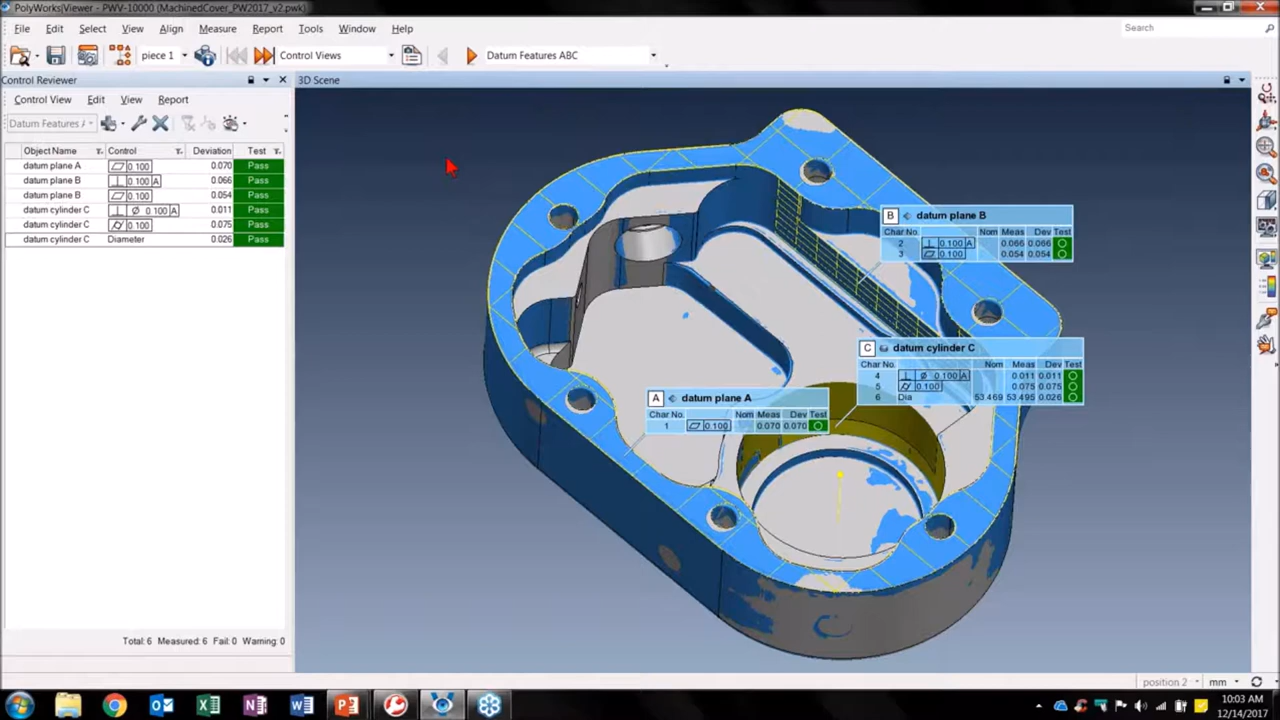 PolyWorks|Viewer - PWV-10000 (MachinedCover_PW2017_v2.pwk)
File Edit Select View Align Measure Report Tools Window Help Search
piece 1 Control Views Datum Features ABC
Control Reviewer 3D Scene
Control View Edit View Report
Datum Features A
Object Name Control Deviation Test
datum plane A 0.100 0.070 Pass
datum plane B 0.100 A 0.066 Pass
datum plane B 0.100 0.054 Pass
datum cylinder C Ø 0.100 A 0.011 Pass
datum cylinder C 0.100 0.075 Pass
datum cylinder C Diameter 0.026 Pass
B datum plane B
Char No. Nom Meas Dev Test
2 0.100 A 0.066 0.066
3 0.100 0.054 0.054
C datum cylinder C
Char No. Nom Meas Dev Test
4 Ø 0.100 A 0.011 0.011
5 0.100 0.075 0.075
6 Dia 53.469 53.495 0.026
A datum plane A
Char No. Nom Meas Dev Test
1 0.100 0.070 0.070
Total: 6 Measured: 6 Fail: 0 Warning: 0
position 2 mm
10:03 AM
12/14/2017